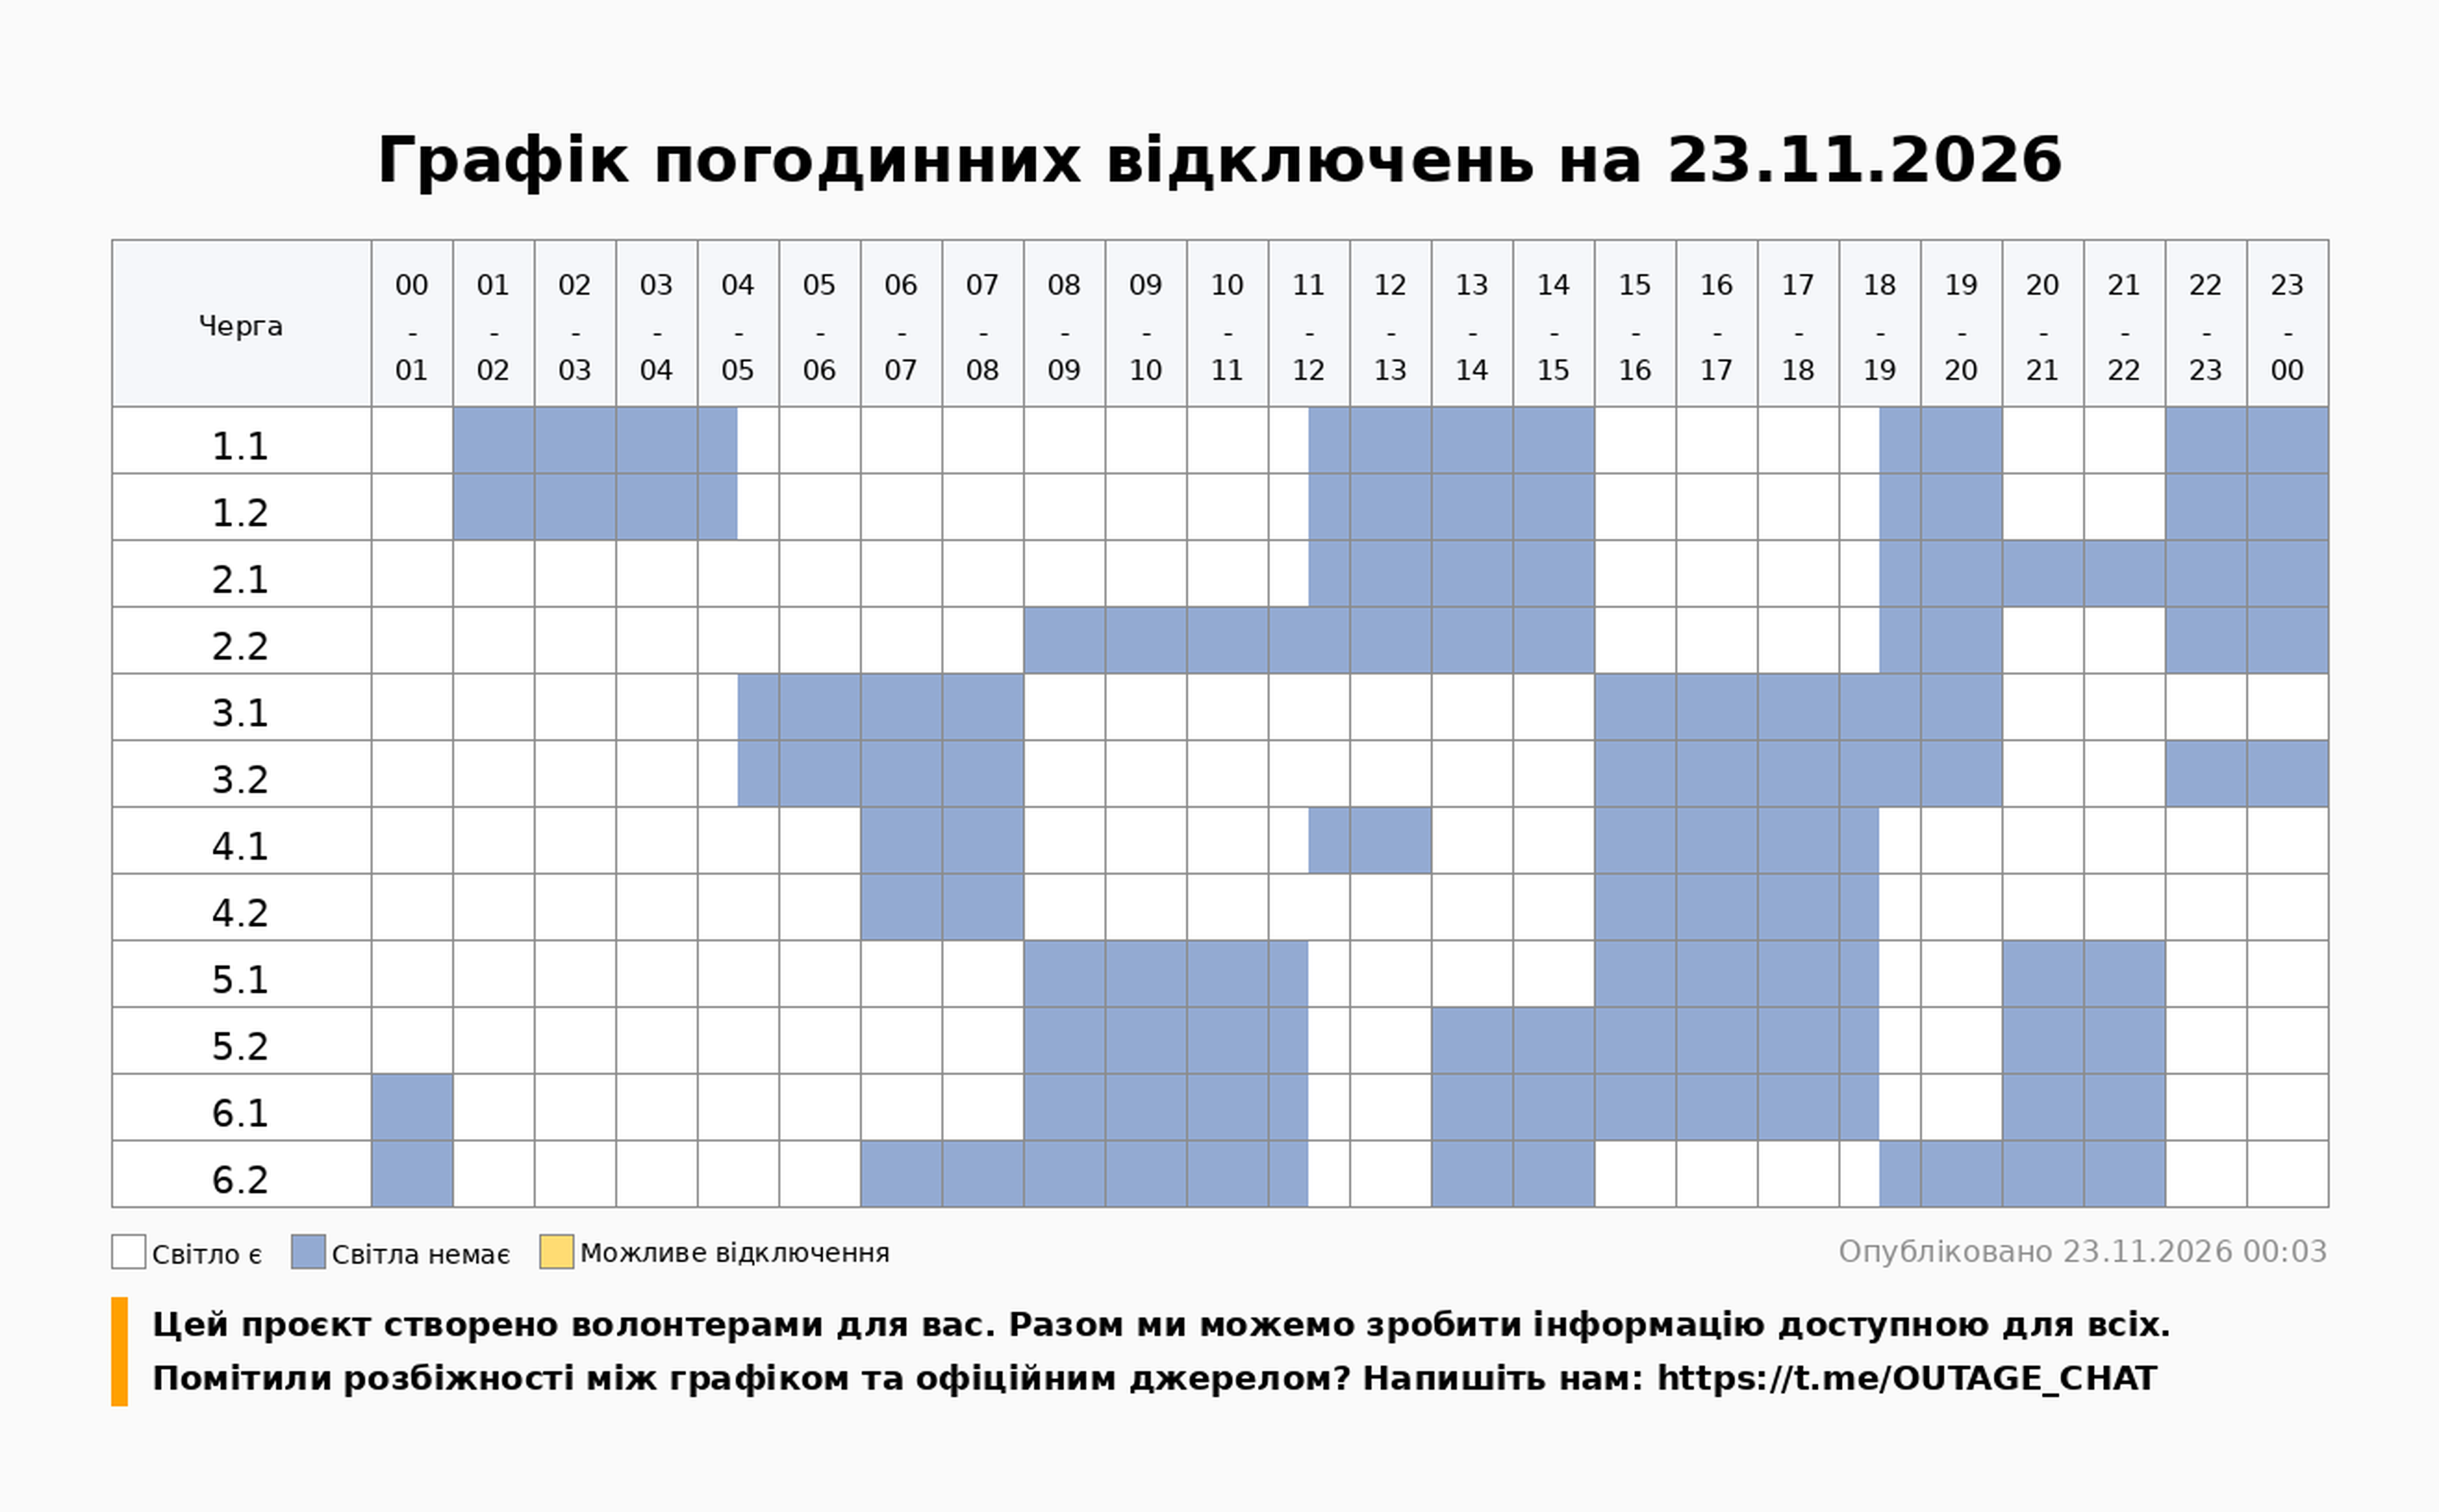 Графік погодинних відключень на 23.11.2026
Черга 00 - 01 01 - 02 02 - 03 03 - 04 04 - 05 05 - 06 06 - 07 07 - 08 08 - 09 09 - 10 10 - 11 11 - 12 12 - 13 13 - 14 14 - 15 15 - 16 16 - 17 17 - 18 18 - 19 19 - 20 20 - 21 21 - 22 22 - 23 23 - 00
1.1
1.2
2.1
2.2
3.1
3.2
4.1
4.2
5.1
5.2
6.1
6.2
Світло є Світла немає Можливе відключення Опубліковано 23.11.2026 00:03
Цей проєкт створено волонтерами для вас. Разом ми можемо зробити інформацію доступною для всіх.
Помітили розбіжності між графіком та офіційним джерелом? Напишіть нам: https://t.me/OUTAGE_CHAT